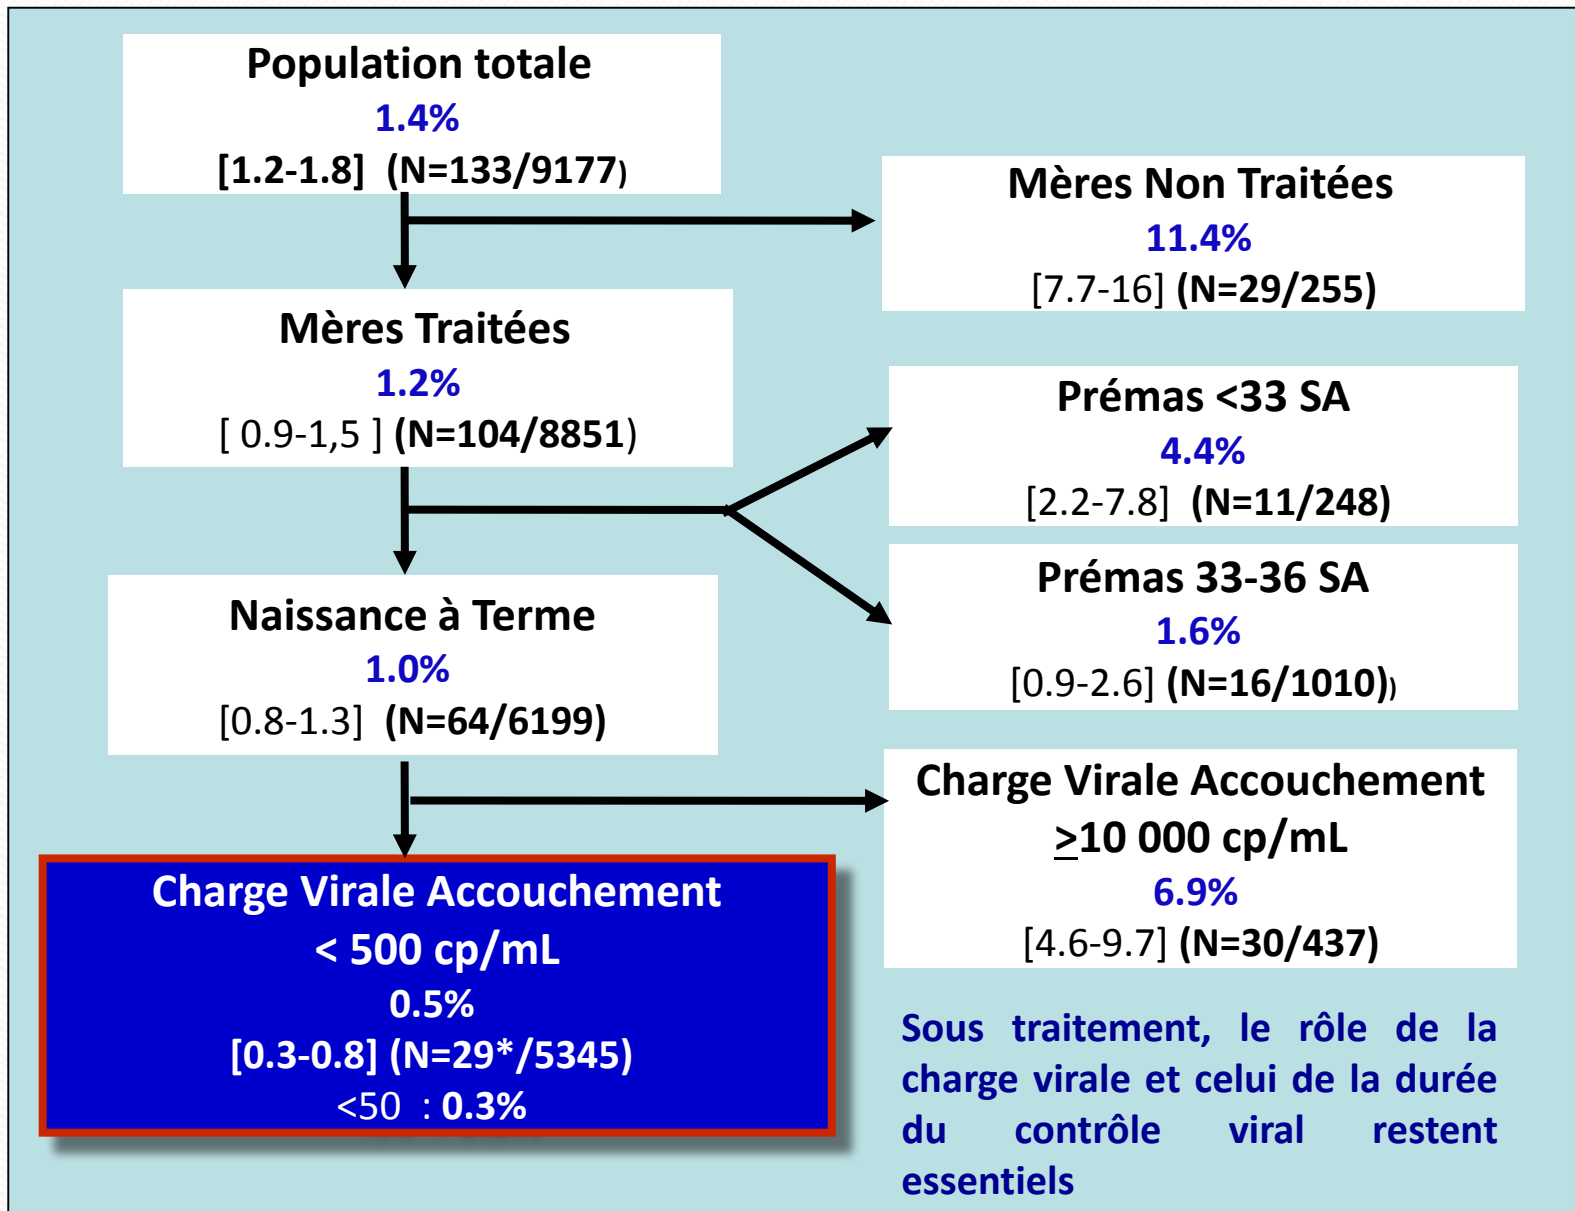 Population totale
1.4%
[1.2-1.8] (N=133/9177)
Mères Non Traitées
11.4%
[7.7-16] (N=29/255)
Mères Traitées
1.2%
[ 0.9-1,5 ] (N=104/8851)
Prémas <33 SA
4.4%
[2.2-7.8] (N=11/248)
Prémas 33-36 SA
1.6%
[0.9-2.6] (N=16/1010))
Naissance à Terme
1.0%
[0.8-1.3] (N=64/6199)
Charge Virale Accouchement
≥10 000 cp/mL
6.9%
[4.6-9.7] (N=30/437)
Charge Virale Accouchement
< 500 cp/mL
0.5%
[0.3-0.8] (N=29*/5345)
<50 : 0.3%
Sous traitement, le rôle de la
charge virale et celui de la durée
du contrôle viral restent
essentiels